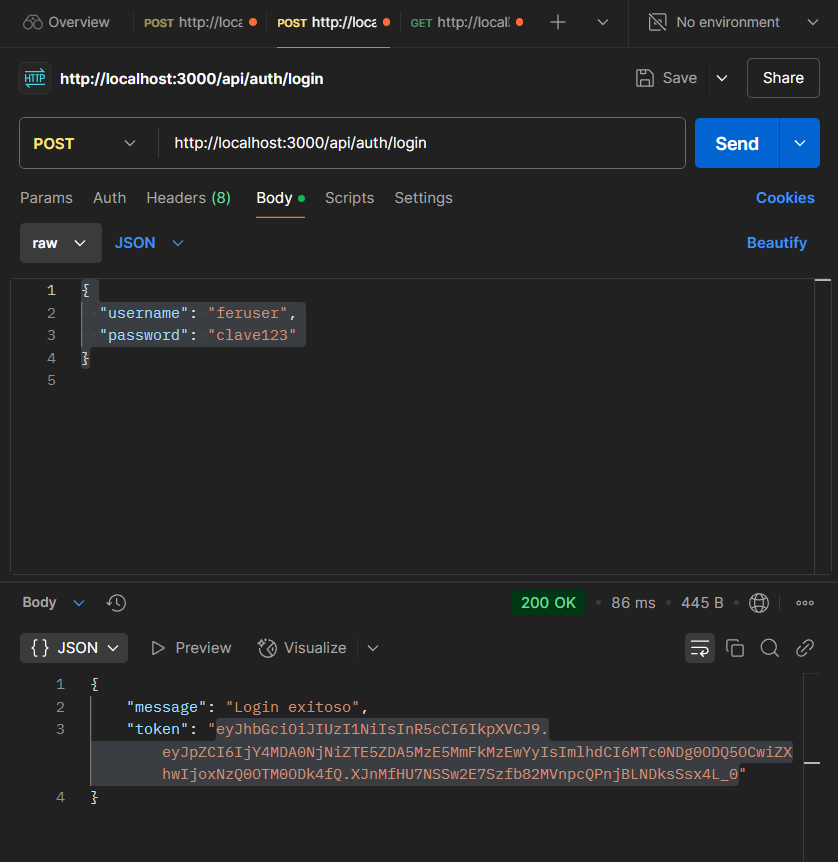 Overview
POST http://loca
POST http://loca
GET http://local
No environment
HTTP http://localhost:3000/api/auth/login
Save
Share
POST
http://localhost:3000/api/auth/login
Send
Params
Auth
Headers (8)
Body
Scripts
Settings
Cookies
raw
JSON
Beautify
1 {
2 "username": "feruser",
3 "password": "clave123"
4 }
5
Body
200 OK
86 ms
445 B
{} JSON
Preview
Visualize
1 {
2 "message": "Login exitoso",
3 "token": "eyJhbGciOiJIUzI1NiIsInR5cCI6IkpXVCJ9.
eyJpZCI6IjY4MDA0NjNiZTE5ZDA5MzE5MmFkMzEwYyIsImlhdCI6MTc0NDg0ODQ5OCwiZX
hwIjoxNzQ0OTM0ODk4fQ.XJnMfHU7NSSw2E7Szfb82MVnpcQPnjBLNDksSsx4L_0"
4 }